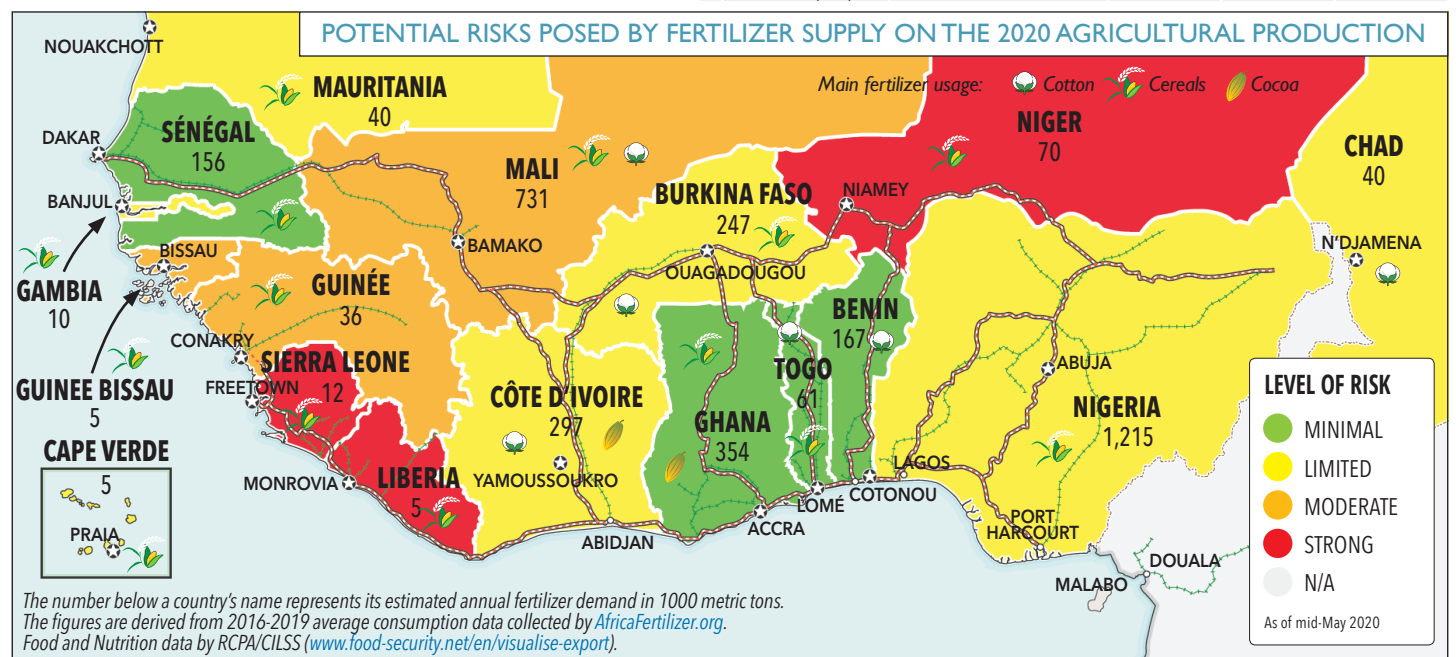 POTENTIAL RISKS POSED BY FERTILIZER SUPPLY ON THE 2020 AGRICULTURAL PRODUCTION
Main fertilizer usage: Cotton Cereals Cocoa
NOUAKCHOTT
MAURITANIA
40
SÉNÉGAL
156
DAKAR
MALI
731
NIGER
70
CHAD
40
BANJUL
BURKINA FASO
247
NIAMEY
BAMAKO
OUAGADOUGOU
N'DJAMENA
BISSAU
GAMBIA
10
GUINÉE
36
BENIN
167
CONAKRY
GUINEE BISSAU
5
SIERRA LEONE
12
FREETOWN
TOGO
61
ABUJA
CÔTE D'IVOIRE
297
GHANA
354
NIGERIA
1,215
CAPE VERDE
5
PRAIA
MONROVIA
LIBERIA
5
YAMOUSSOUKRO
LAGOS
COTONOU
LOMÉ
ACCRA
ABIDJAN
PORT
HARCOURT
DOUALA
MALABO
LEVEL OF RISK
MINIMAL
LIMITED
MODERATE
STRONG
N/A
As of mid-May 2020
The number below a country's name represents its estimated annual fertilizer demand in 1000 metric tons.
The figures are derived from 2016-2019 average consumption data collected by AfricaFertilizer.org.
Food and Nutrition data by RCPA/CILSS (www.food-security.net/en/visualise-export).